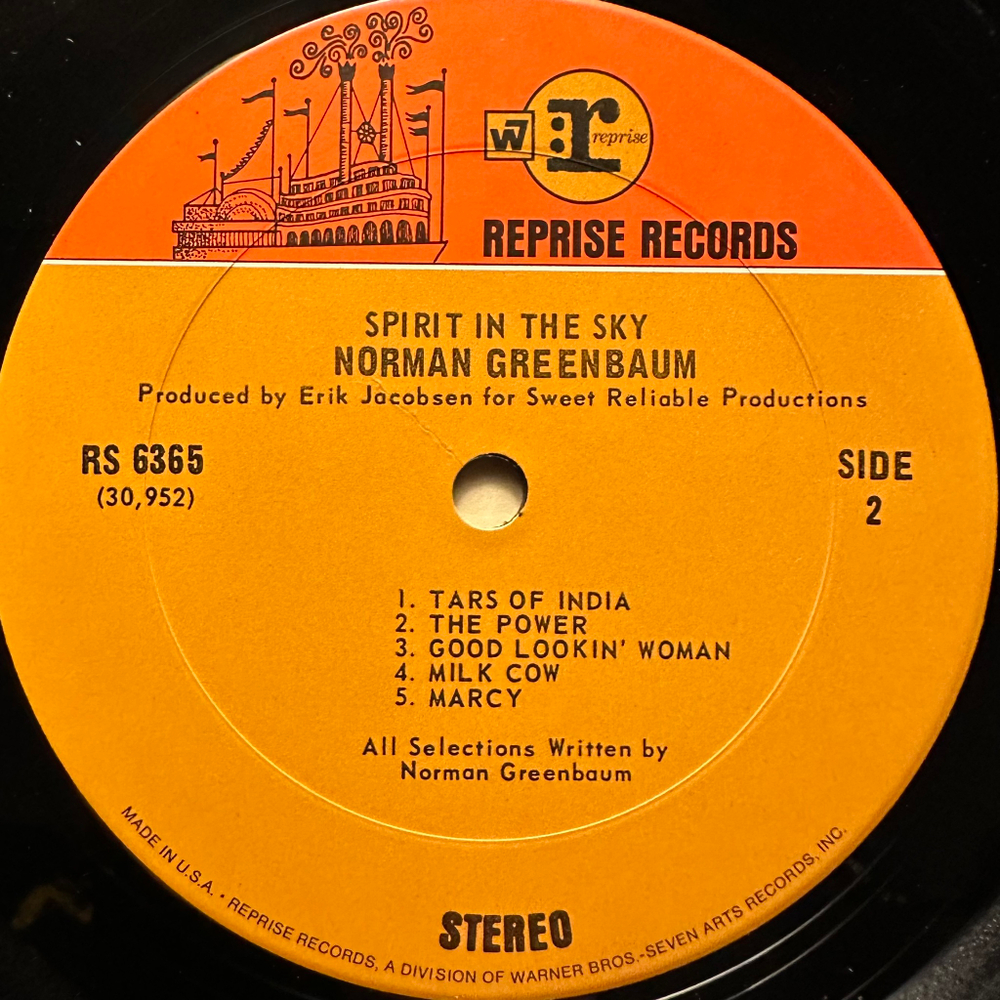 W7 r reprise
REPRISE RECORDS
SPIRIT IN THE SKY
NORMAN GREENBAUM
Produced by Erik Jacobsen for Sweet Reliable Productions
RS 6365
(30,952)
SIDE
2
1. TARS OF INDIA
2. THE POWER
3. GOOD LOOKIN' WOMAN
4. MILK COW
5. MARCY
All Selections Written by
Norman Greenbaum
STEREO
MADE IN U.S.A. • REPRISE RECORDS, A DIVISION OF WARNER BROS.-SEVEN ARTS RECORDS, INC.